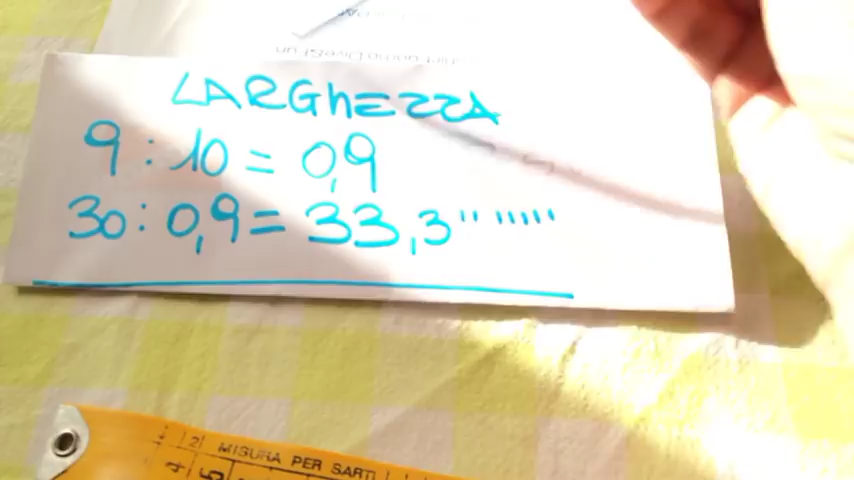 LARGHEZZA
9 : 10 = 0,9
30 : 0,9 = 33,3""""
MISURA PER SARTI